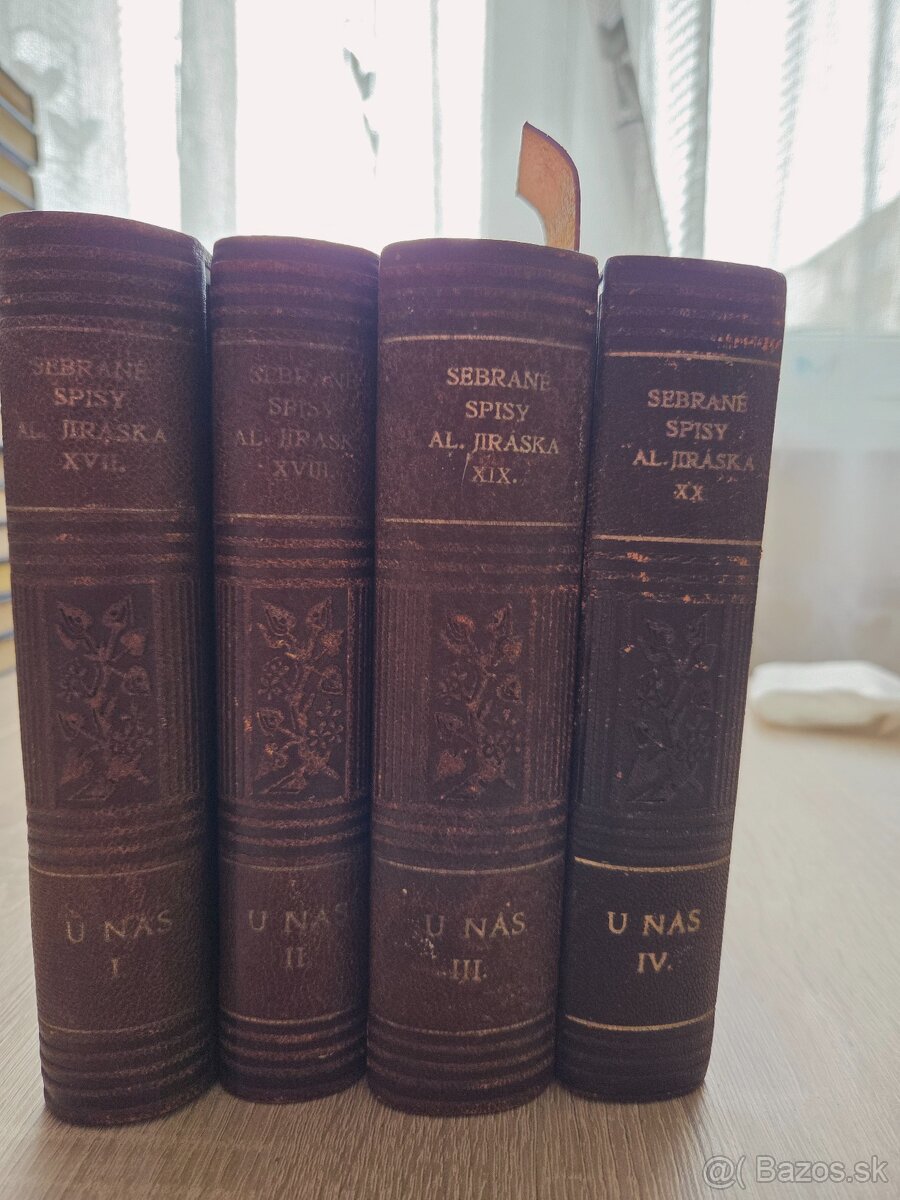 SEBRANÉ
SPISY
AL. JIRÁSKA
XVII.
U NÁS
I
SEBRANÉ
SPISY
AL. JIRÁSK
XVIII.
U NÁS
II.
SEBRANÉ
SPISY
AL. JIRÁSKA
XIX.
U NÁS
III.
SEBRANÉ
SPISY
AL. JIRÁSKA
XX.
U NÁS
IV.
@( Bazos.sk